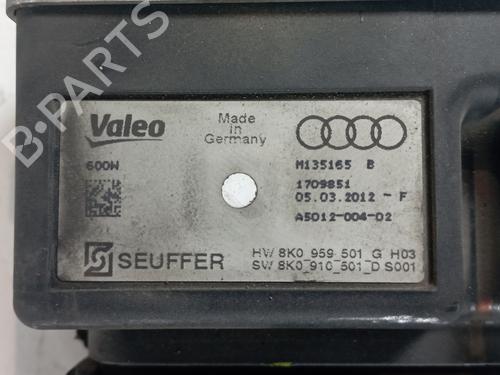 B-PARTS
Valeo
Made in Germany
600W
M135165 B
1709851
05.03.2012 - F
A5012-004-02
SEUFFER
HW 8K0 959 501 G H03
SW 8K0 910 501 D S001